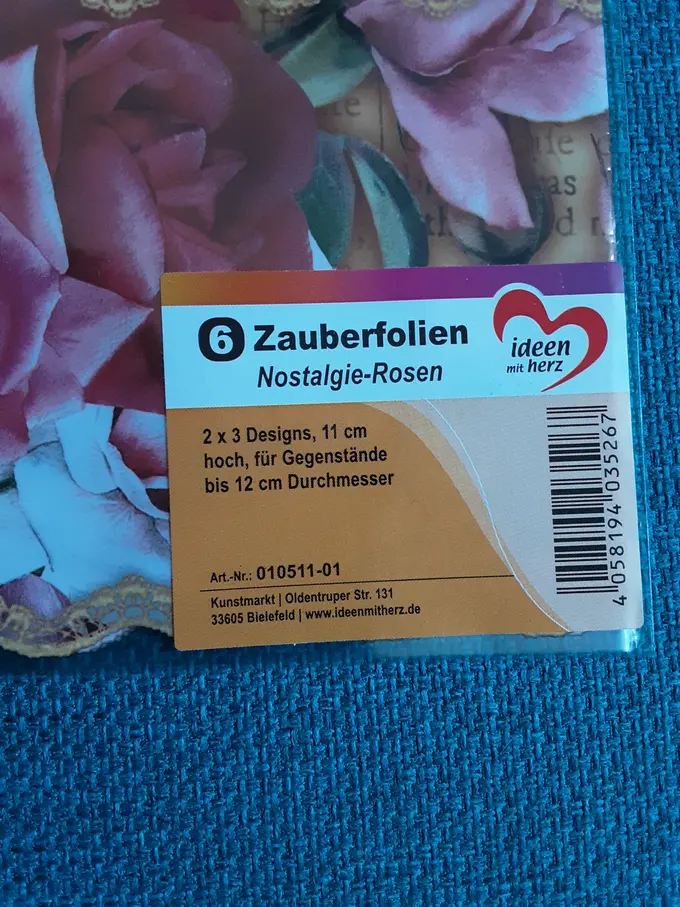 6 Zauberfolien
Nostalgie-Rosen
ideen
mit herz
2 x 3 Designs, 11 cm
hoch, für Gegenstände
bis 12 cm Durchmesser
Art.-Nr.: 010511-01
Kunstmarkt | Oldentruper Str. 131
33605 Bielefeld | www.ideenmitherz.de
4 058194 035267